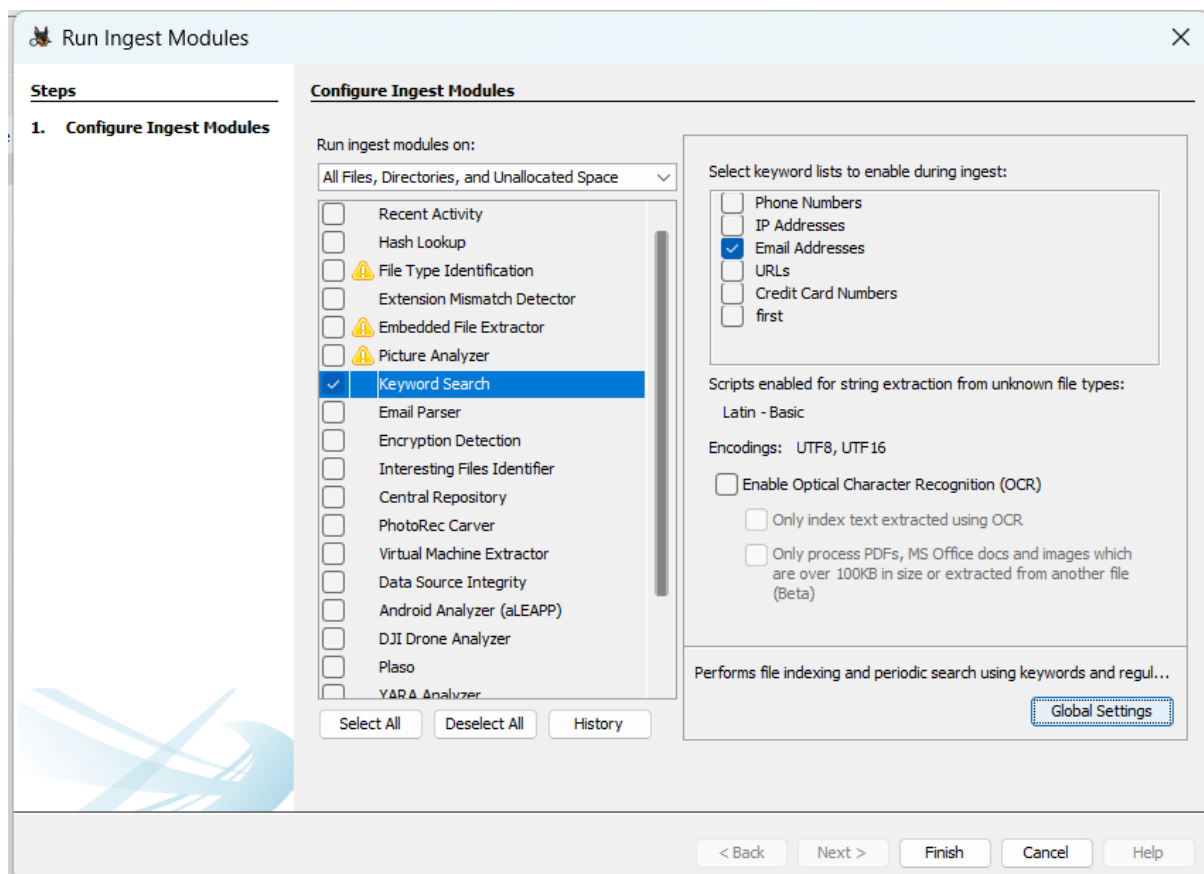 Run Ingest Modules
Steps
1. Configure Ingest Modules
Configure Ingest Modules
Run ingest modules on:
All Files, Directories, and Unallocated Space
Recent Activity
Hash Lookup
File Type Identification
Extension Mismatch Detector
Embedded File Extractor
Picture Analyzer
Keyword Search
Email Parser
Encryption Detection
Interesting Files Identifier
Central Repository
PhotoRec Carver
Virtual Machine Extractor
Data Source Integrity
Android Analyzer (aLEAPP)
DJI Drone Analyzer
Plaso
YARA Analyzer
Select All
Deselect All
History
Select keyword lists to enable during ingest:
Phone Numbers
IP Addresses
Email Addresses
URLs
Credit Card Numbers
first
Scripts enabled for string extraction from unknown file types:
Latin - Basic
Encodings: UTF8, UTF16
Enable Optical Character Recognition (OCR)
Only index text extracted using OCR
Only process PDFs, MS Office docs and images which
are over 100KB in size or extracted from another file
(Beta)
Performs file indexing and periodic search using keywords and regul...
Global Settings
< Back
Next >
Finish
Cancel
Help